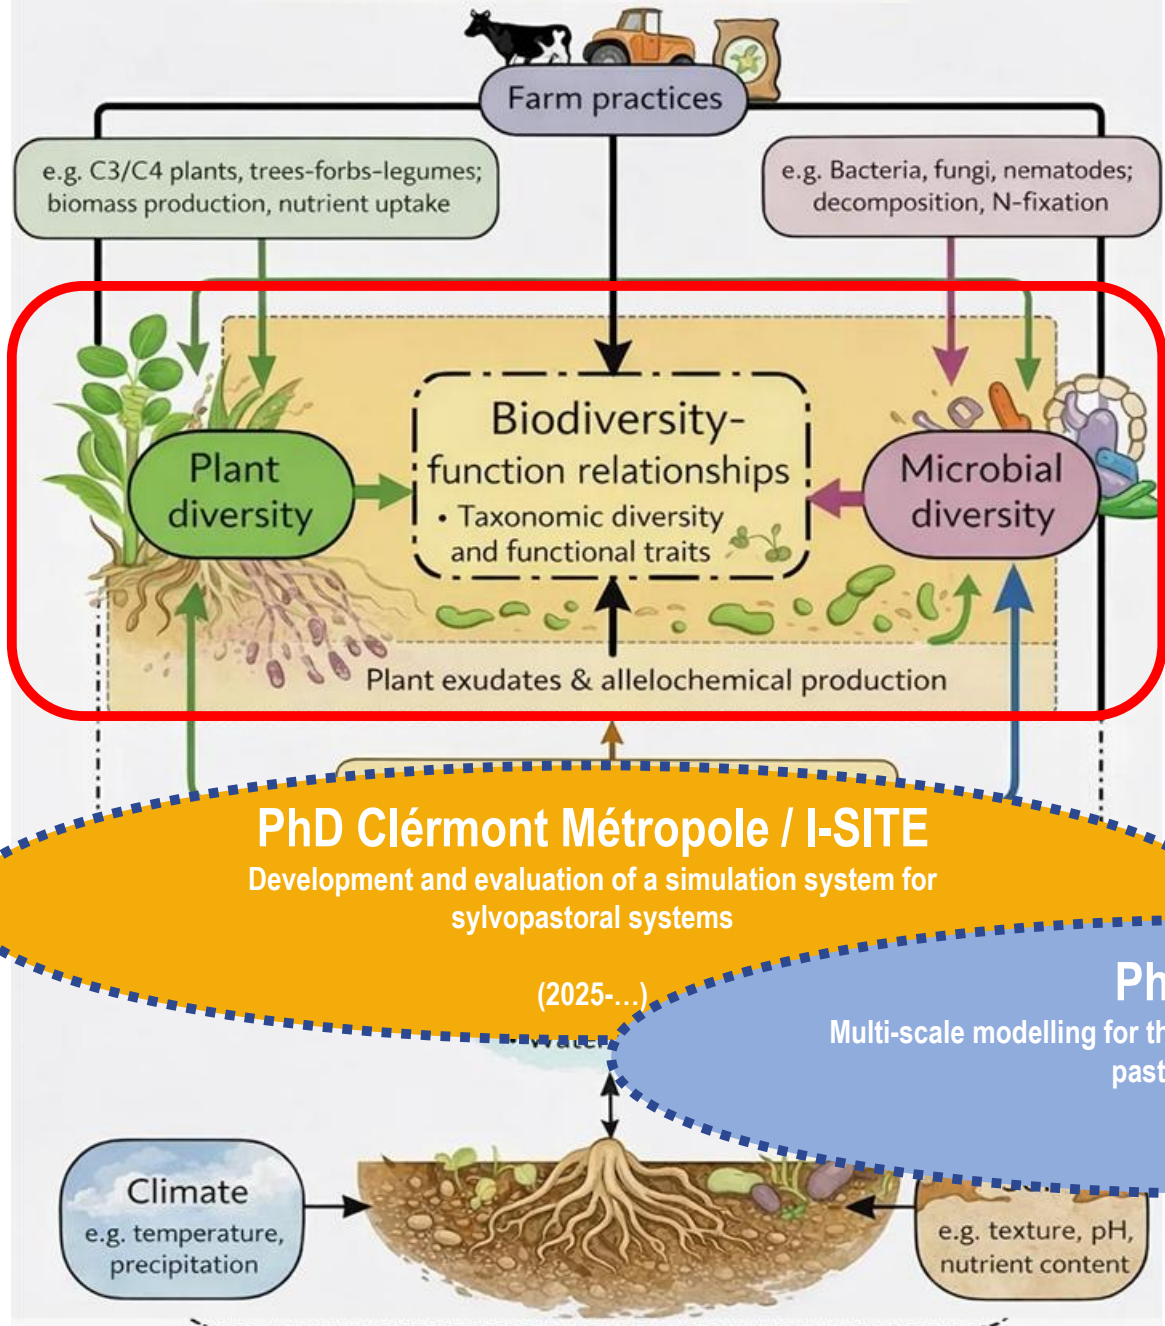 Farm practices
e.g. C3/C4 plants, trees-forbs-legumes;
biomass production, nutrient uptake
e.g. Bacteria, fungi, nematodes;
decomposition, N-fixation
Biodiversity-
function relationships
• Taxonomic diversity
and functional traits
Plant
diversity
Microbial
diversity
Plant exudates & allelochemical production
PhD Clérmont Métropole / I-SITE
Development and evaluation of a simulation system for
sylvopastoral systems
(2025-...)
Ph
Multi-scale modelling for th
past
Climate
e.g. temperature,
precipitation
e.g. texture, pH,
nutrient content